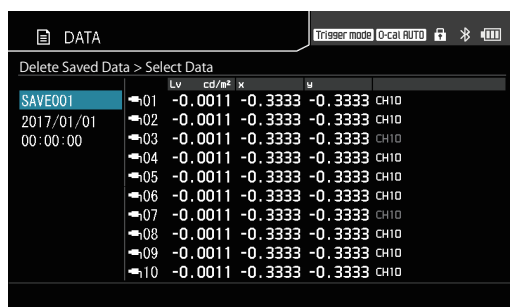 DATA Trigger mode O-cal AUTO
Delete Saved Data > Select Data
Lv cd/m² x y
SAVE001 01 -0.0011 -0.3333 -0.3333 CH10
2017/01/01 02 -0.0011 -0.3333 -0.3333 CH10
00:00:00 03 -0.0011 -0.3333 -0.3333 CH10
04 -0.0011 -0.3333 -0.3333 CH10
05 -0.0011 -0.3333 -0.3333 CH10
06 -0.0011 -0.3333 -0.3333 CH10
07 -0.0011 -0.3333 -0.3333 CH10
08 -0.0011 -0.3333 -0.3333 CH10
09 -0.0011 -0.3333 -0.3333 CH10
10 -0.0011 -0.3333 -0.3333 CH10